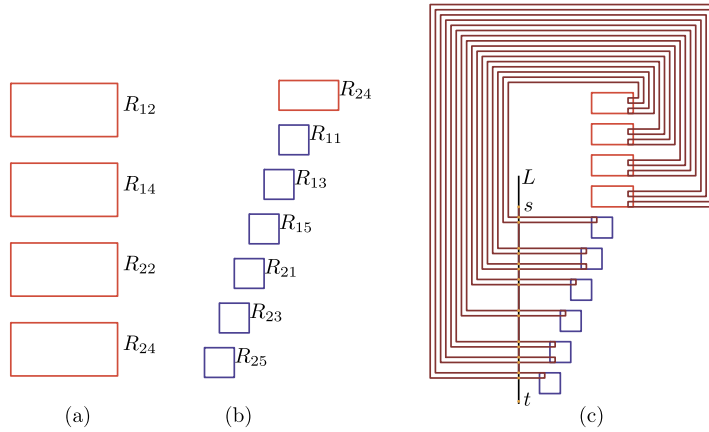 R₁₂
R₁₄
R₂₂
R₂₄
(a)
R₂₄
R₁₁
R₁₃
R₁₅
R₂₁
R₂₃
R₂₅
(b)
L
s
t
(c)